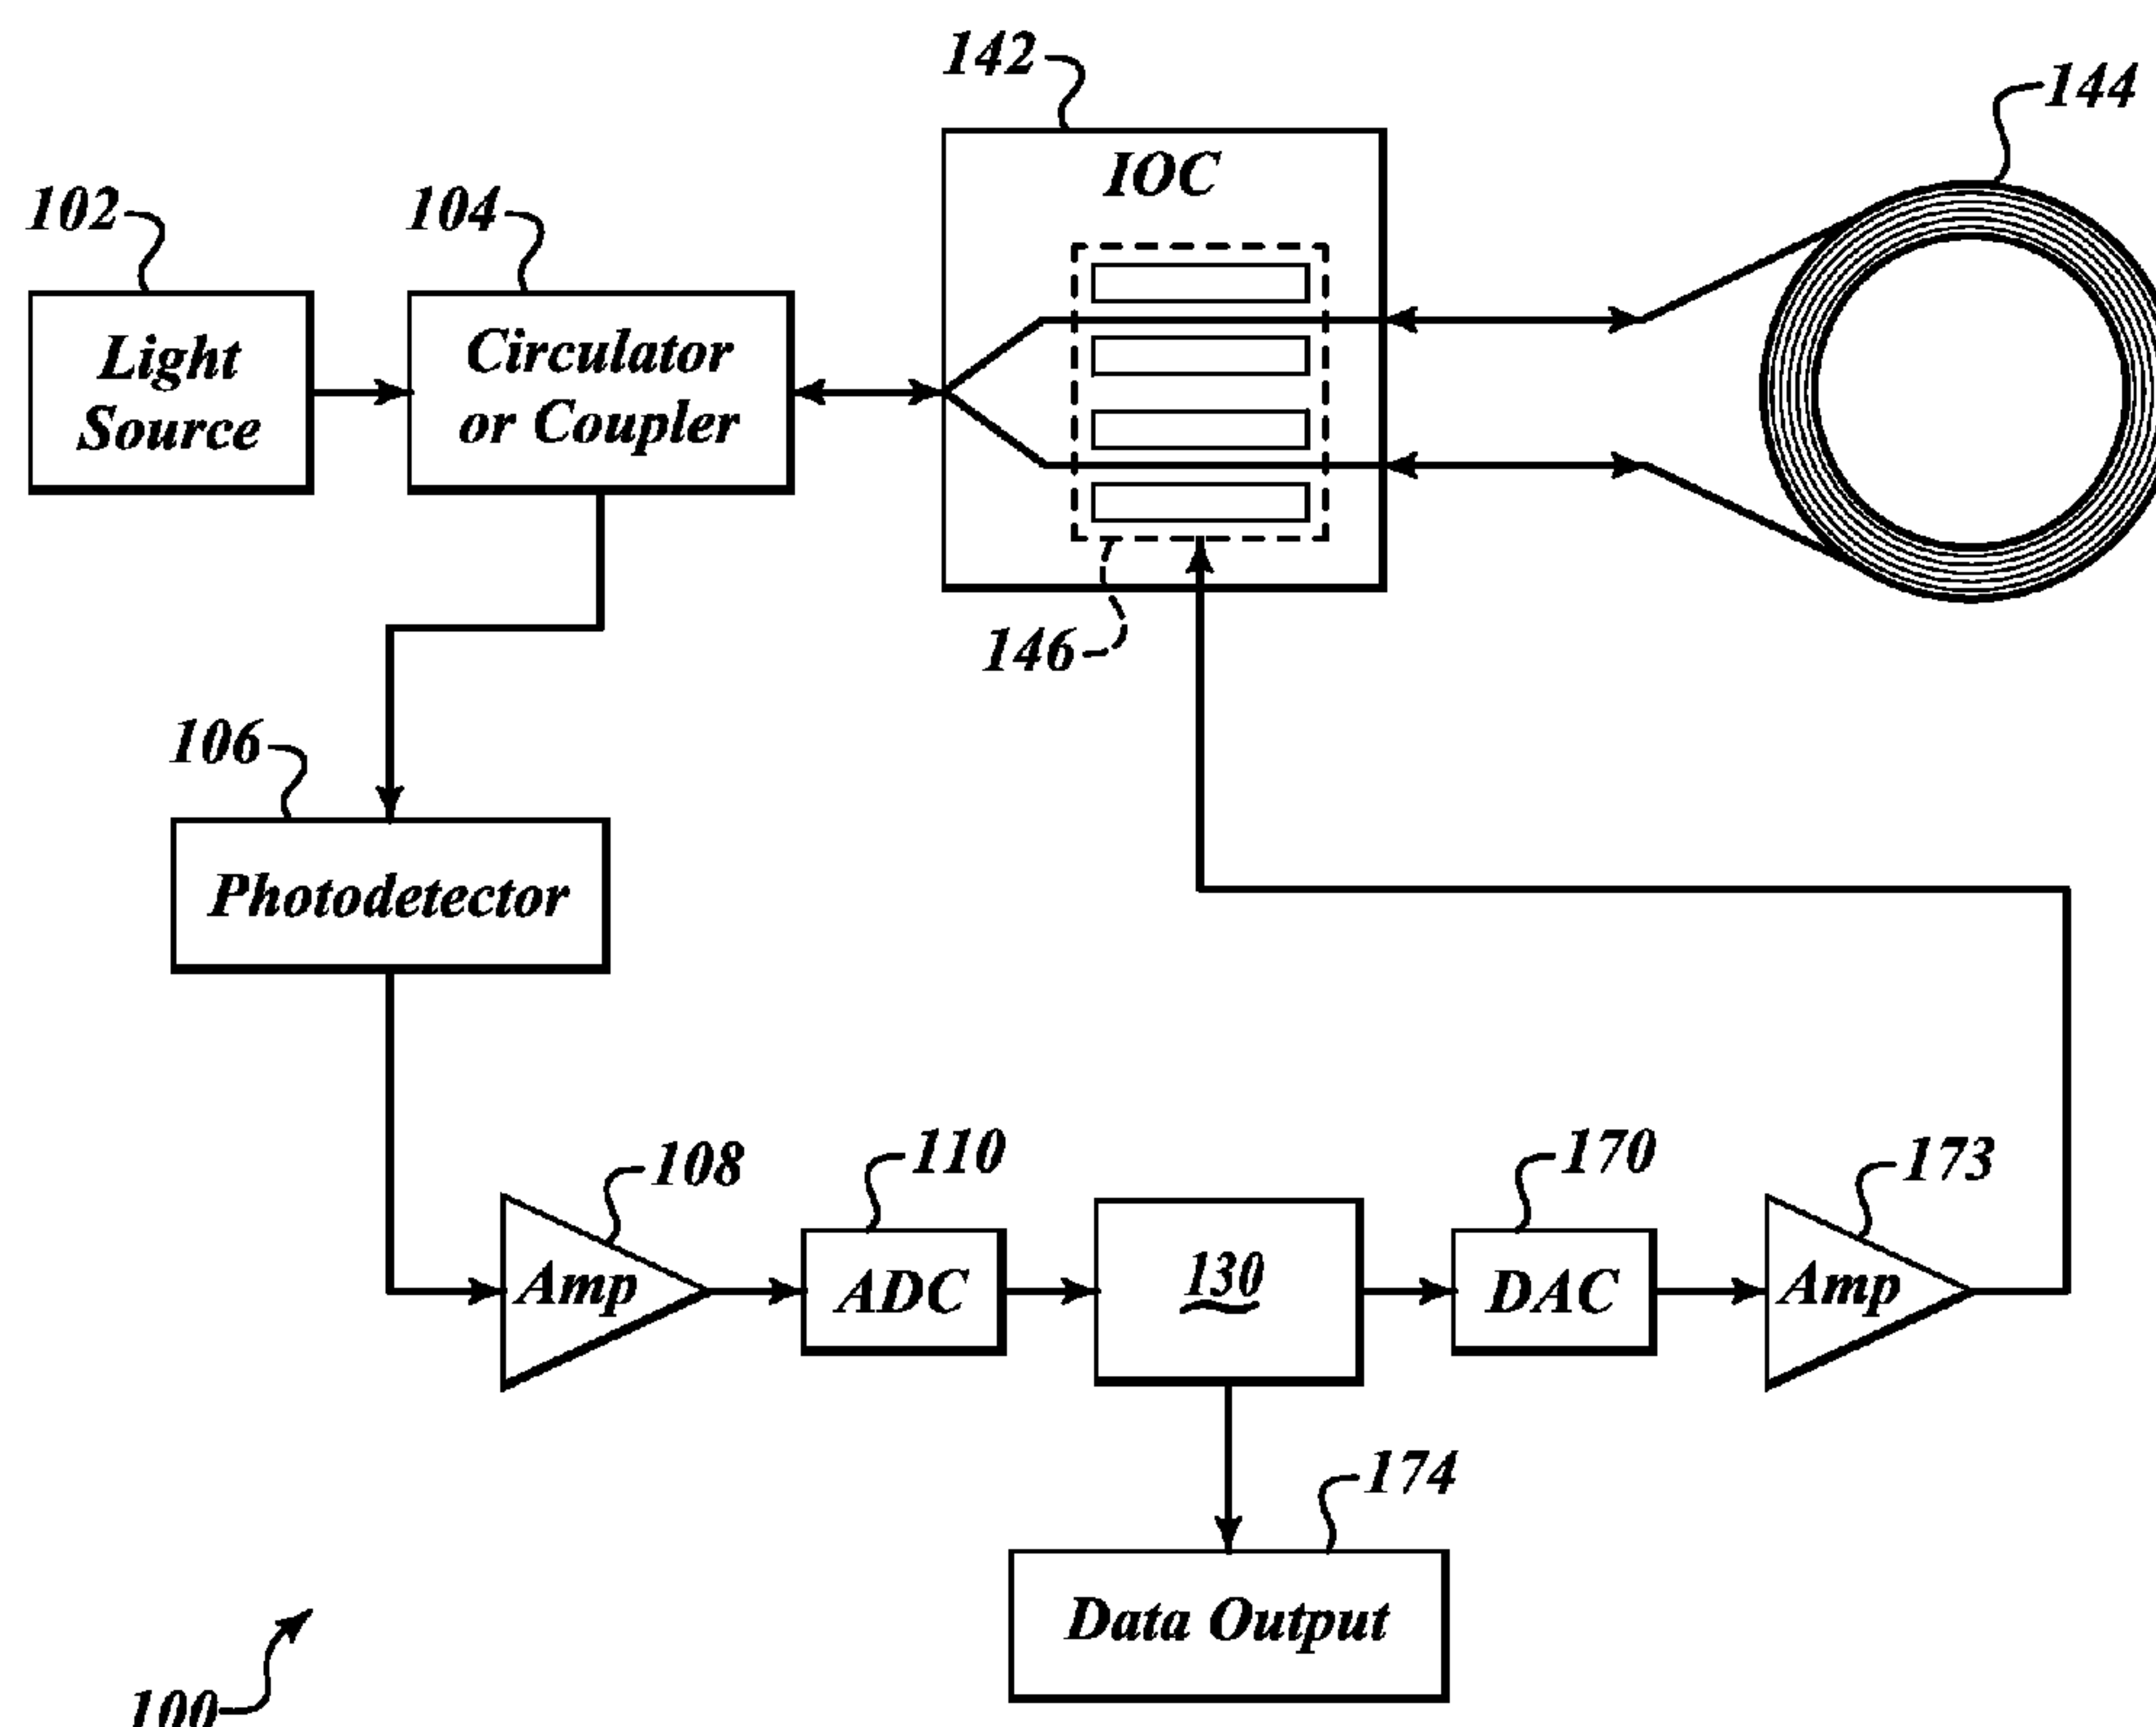 142
144
102
104
IOC
Light
Source
Circulator
or Coupler
146
106
Photodetector
108
110
170
173
Amp
ADC
130
DAC
Amp
174
Data Output
100